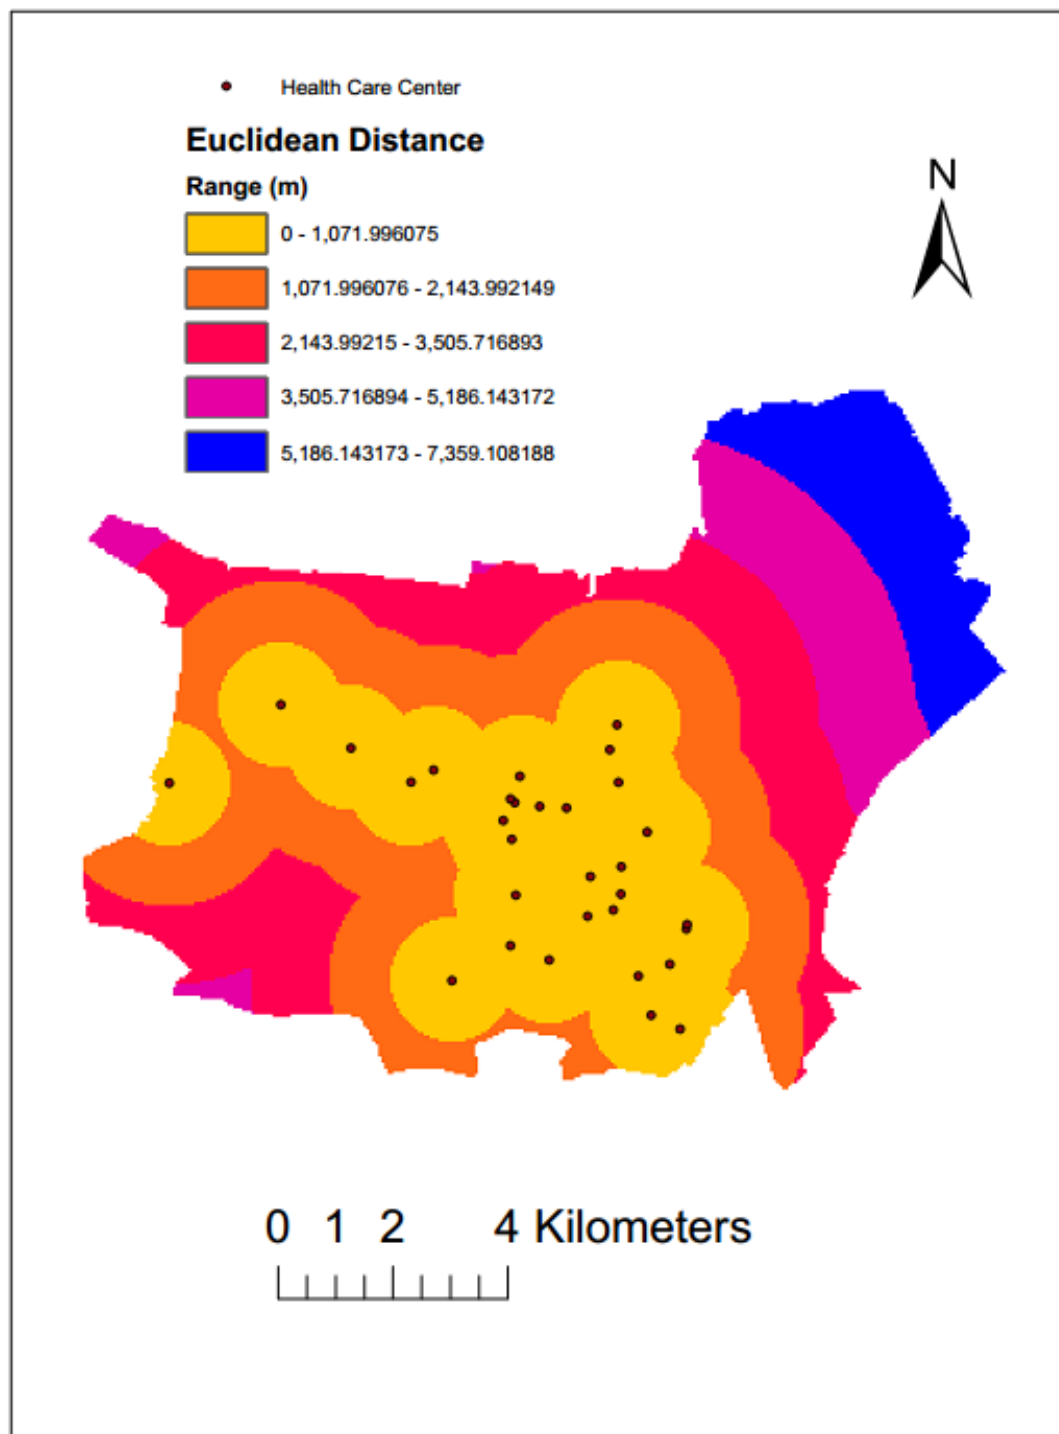 Health Care Center
Euclidean Distance
Range (m)
0 - 1,071.996075
1,071.996076 - 2,143.992149
2,143.99215 - 3,505.716893
3,505.716894 - 5,186.143172
5,186.143173 - 7,359.108188
N
0 1 2 4 Kilometers